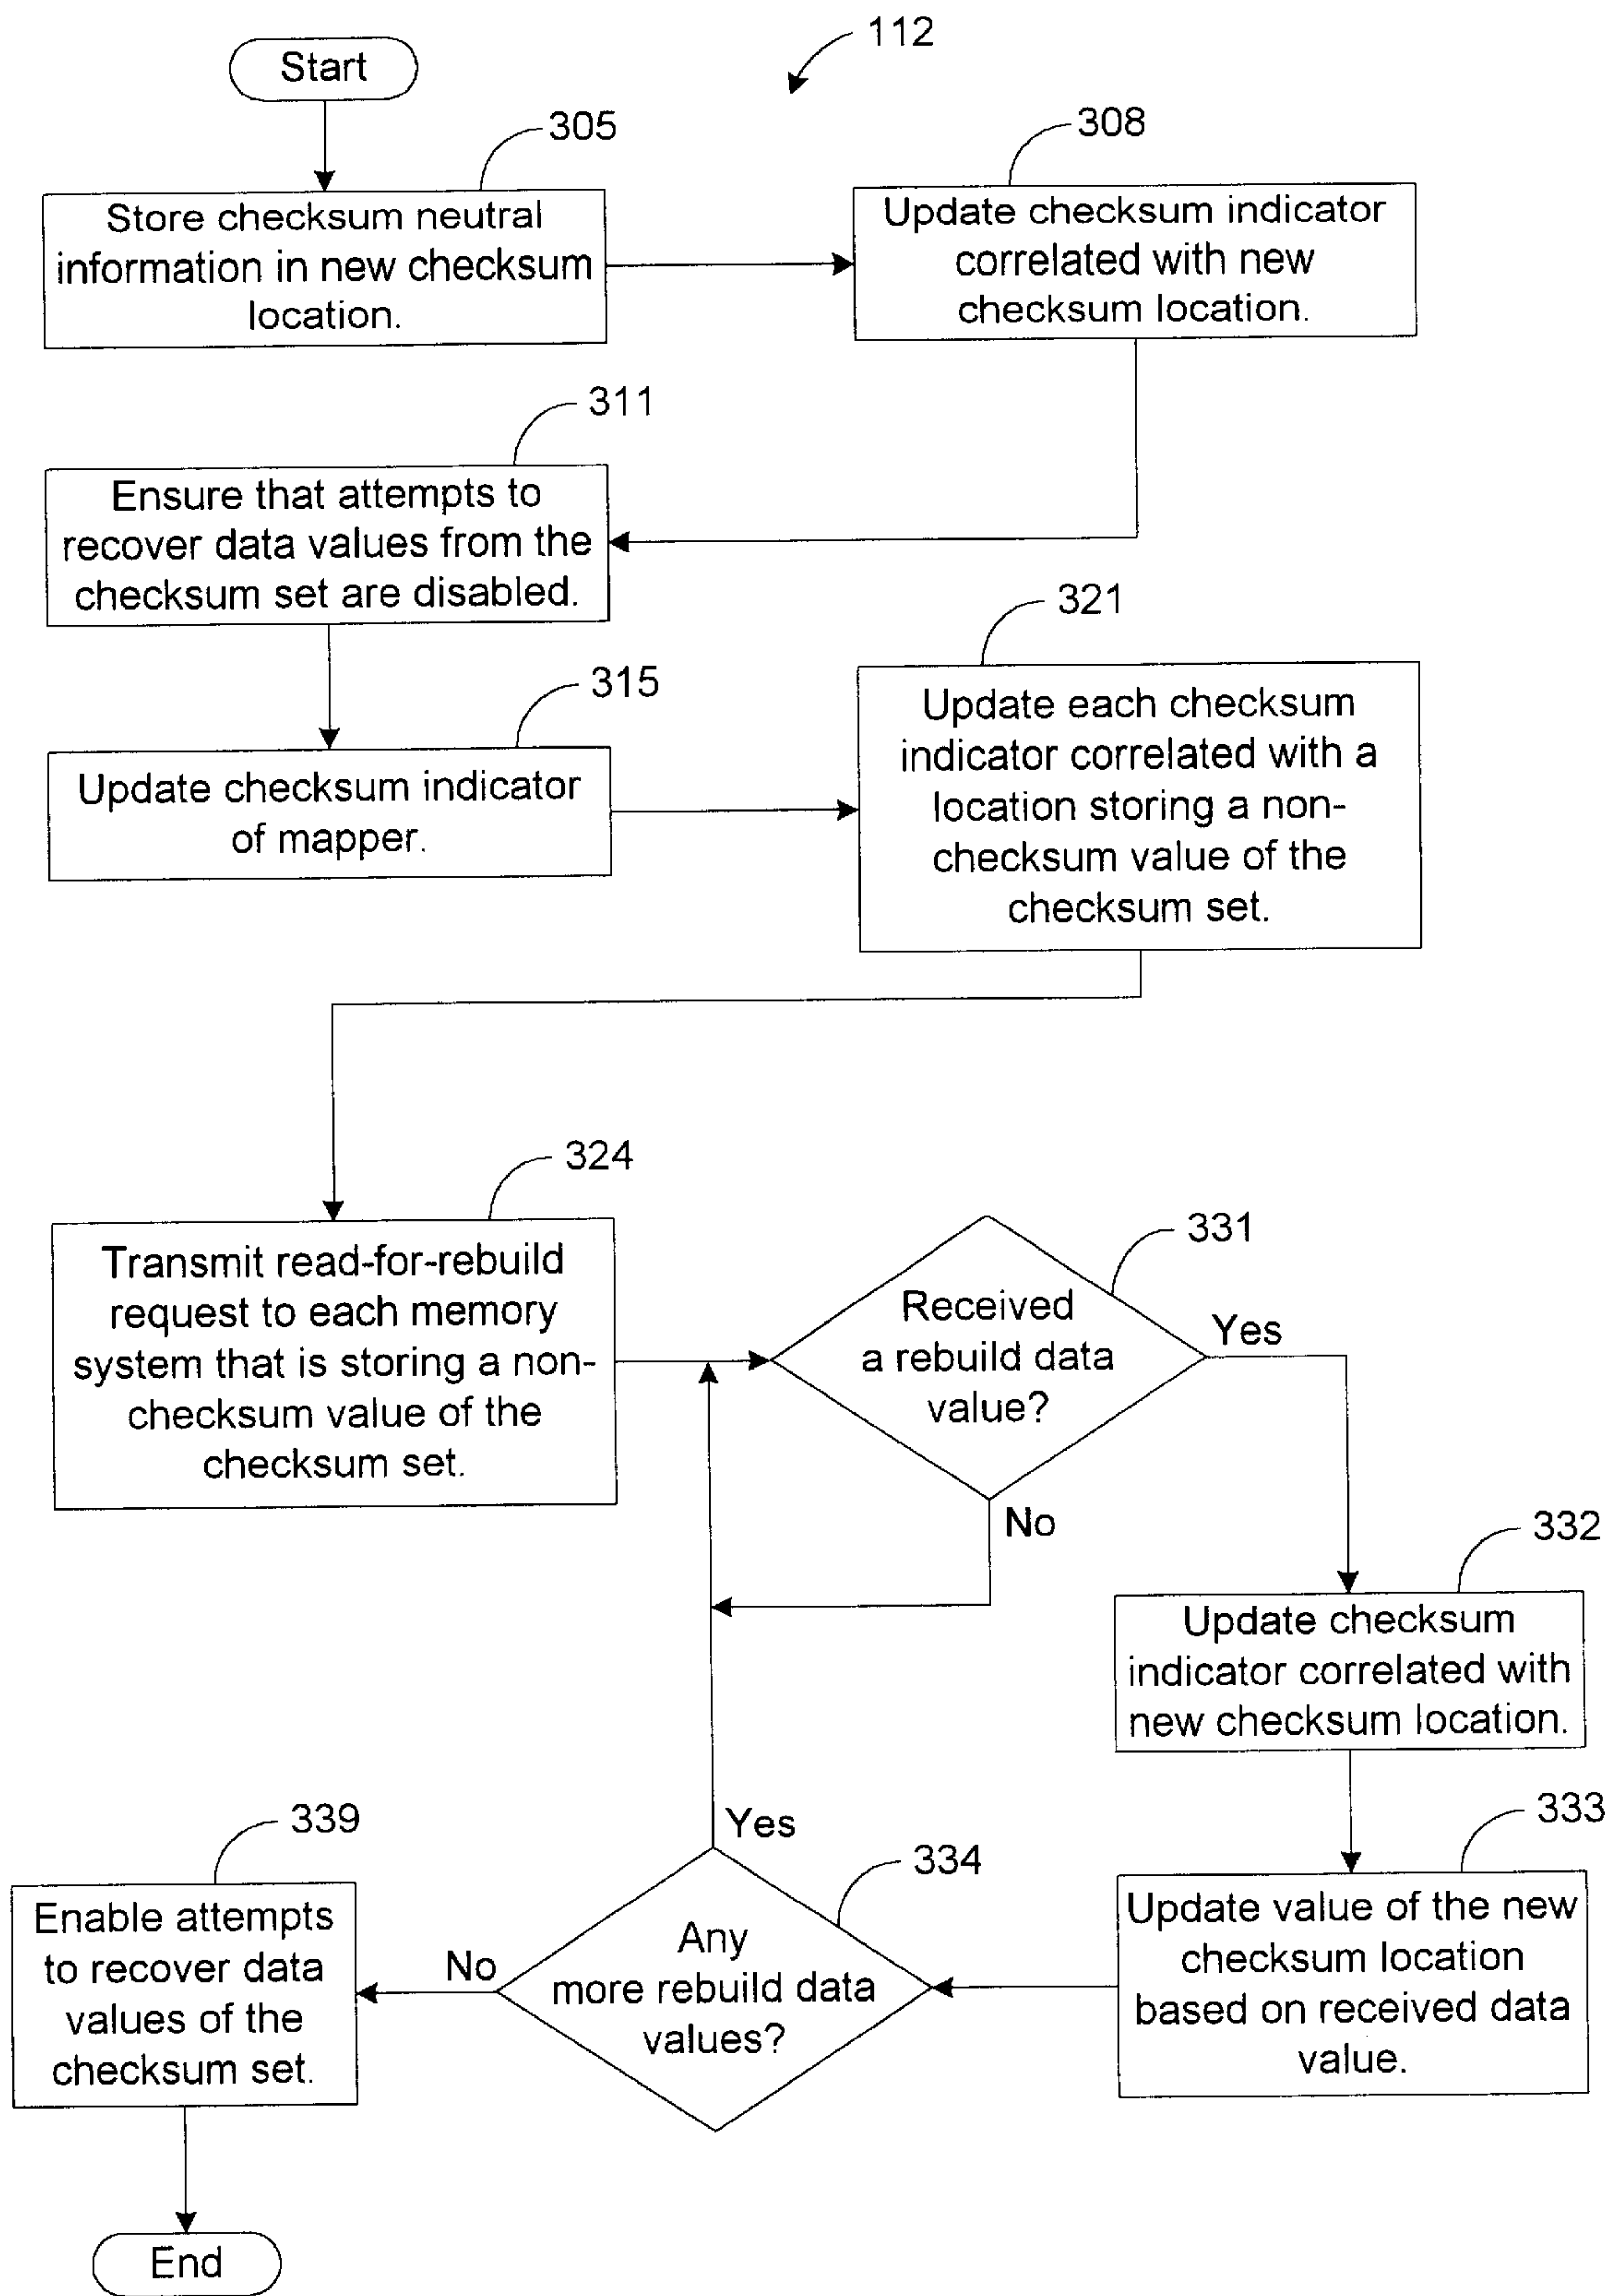 112
Start
305
Store checksum neutral
information in new checksum
location.
308
Update checksum indicator
correlated with new
checksum location.
311
Ensure that attempts to
recover data values from the
checksum set are disabled.
315
Update checksum indicator
of mapper.
321
Update each checksum
indicator correlated with a
location storing a non-
checksum value of the
checksum set.
324
Transmit read-for-rebuild
request to each memory
system that is storing a non-
checksum value of the
checksum set.
331
Received
a rebuild data
value?
Yes
No
332
Update checksum
indicator correlated with
new checksum location.
333
Update value of the new
checksum location
based on received data
value.
334
Any
more rebuild data
values?
Yes
No
339
Enable attempts
to recover data
values of the
checksum set.
End